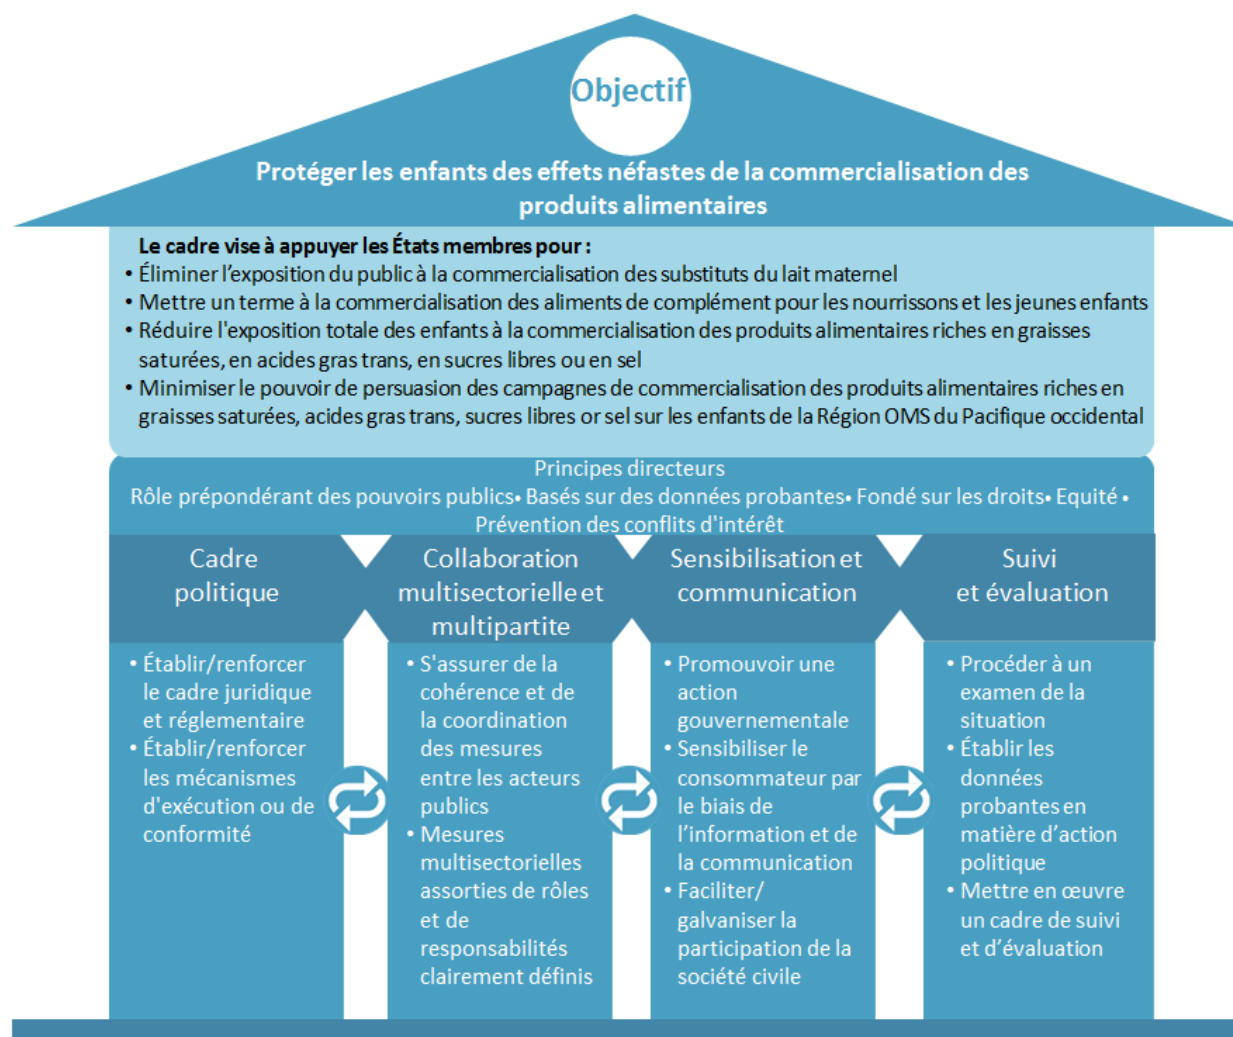 Objectif
Protéger les enfants des effets néfastes de la commercialisation des
produits alimentaires
Le cadre vise à appuyer les États membres pour :
• Éliminer l’exposition du public à la commercialisation des substituts du lait maternel
• Mettre un terme à la commercialisation des aliments de complément pour les nourrissons et les jeunes enfants
• Réduire l'exposition totale des enfants à la commercialisation des produits alimentaires riches en graisses
saturées, en acides gras trans, en sucres libres ou en sel
• Minimiser le pouvoir de persuasion des campagnes de commercialisation des produits alimentaires riches en
graisses saturées, acides gras trans, sucres libres or sel sur les enfants de la Région OMS du Pacifique occidental
Principes directeurs
Rôle prépondérant des pouvoirs publics• Basés sur des données probantes• Fondé sur les droits• Equité •
Prévention des conflits d'intérêt
Cadre
politique
• Établir/renforcer
le cadre juridique
et réglementaire
• Établir/renforcer
les mécanismes
d'exécution ou de
conformité
Collaboration
multisectorielle et
multipartite
• S'assurer de la
cohérence et de
la coordination
des mesures
entre les acteurs
publics
• Mesures
multisectorielles
assorties de rôles
et de
responsabilités
clairement définis
Sensibilisation et
communication
• Promouvoir une
action
gouvernementale
• Sensibiliser le
consommateur par
le biais de
l’information et de
la communication
• Faciliter/
galvaniser la
participation de la
société civile
Suivi
et évaluation
• Procéder à un
examen de la
situation
• Établir les
données
probantes en
matière d’action
politique
• Mettre en œuvre
un cadre de suivi
et d’évaluation